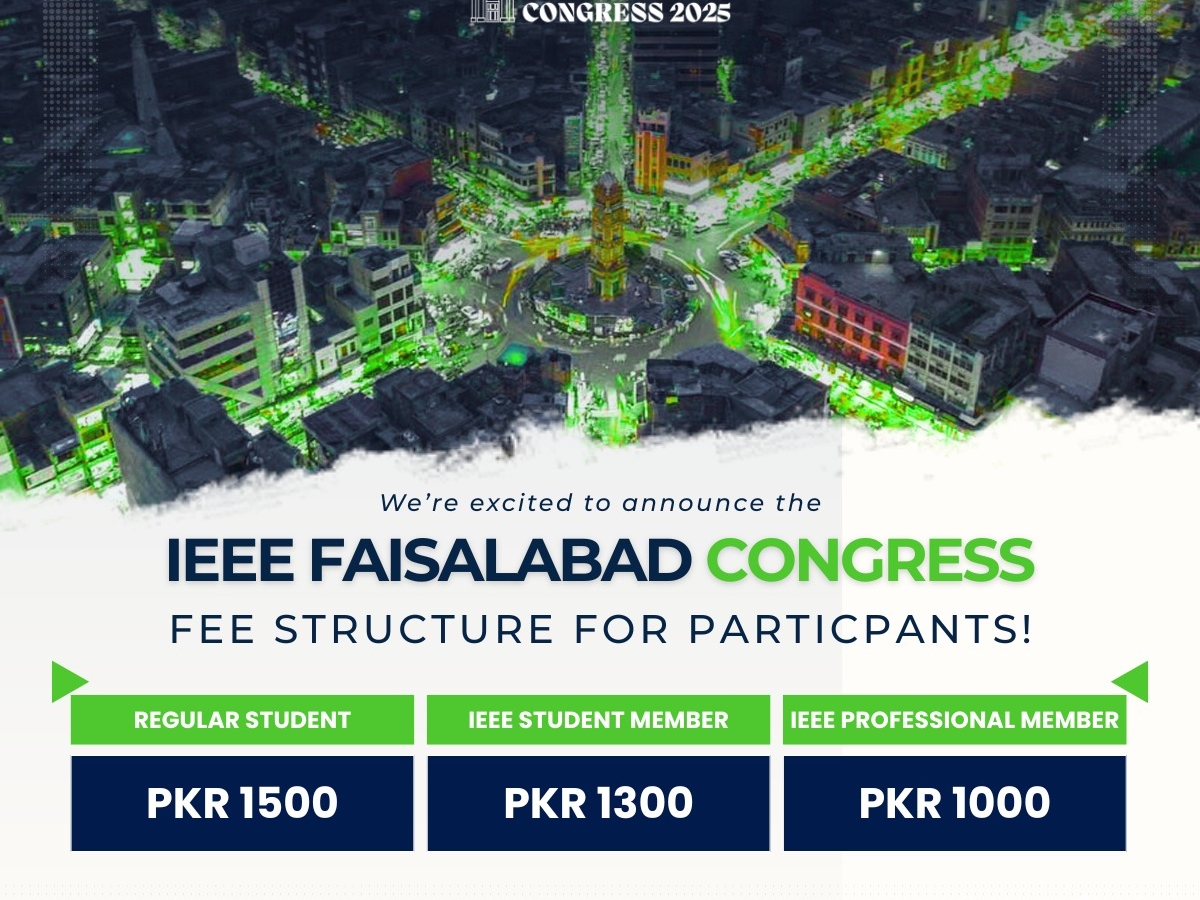 CONGRESS 2025
We’re excited to announce the
IEEE FAISALABAD CONGRESS
FEE STRUCTURE FOR PARTICPANTS!
REGULAR STUDENT
IEEE STUDENT MEMBER
IEEE PROFESSIONAL MEMBER
PKR 1500
PKR 1300
PKR 1000